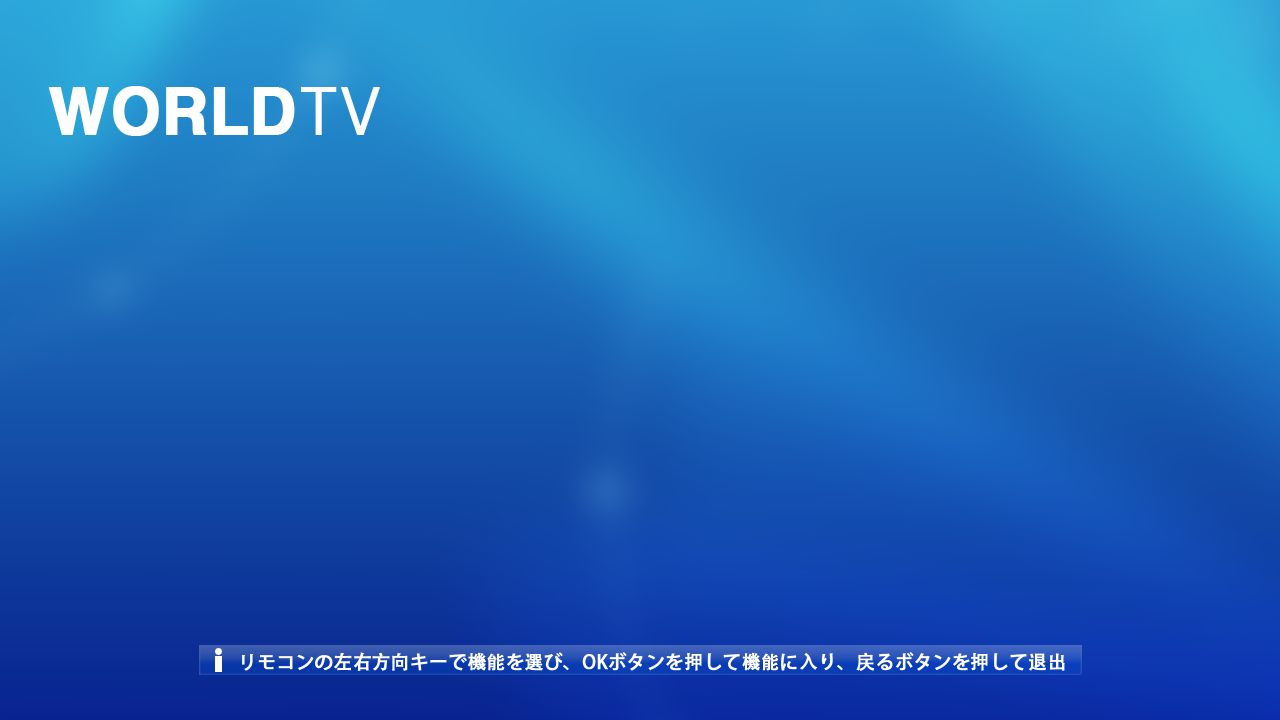 WORLDTV
リモコンの左右方向キーで機能を選び、OKボタンを押して機能に入り、戻るボタンを押して退出